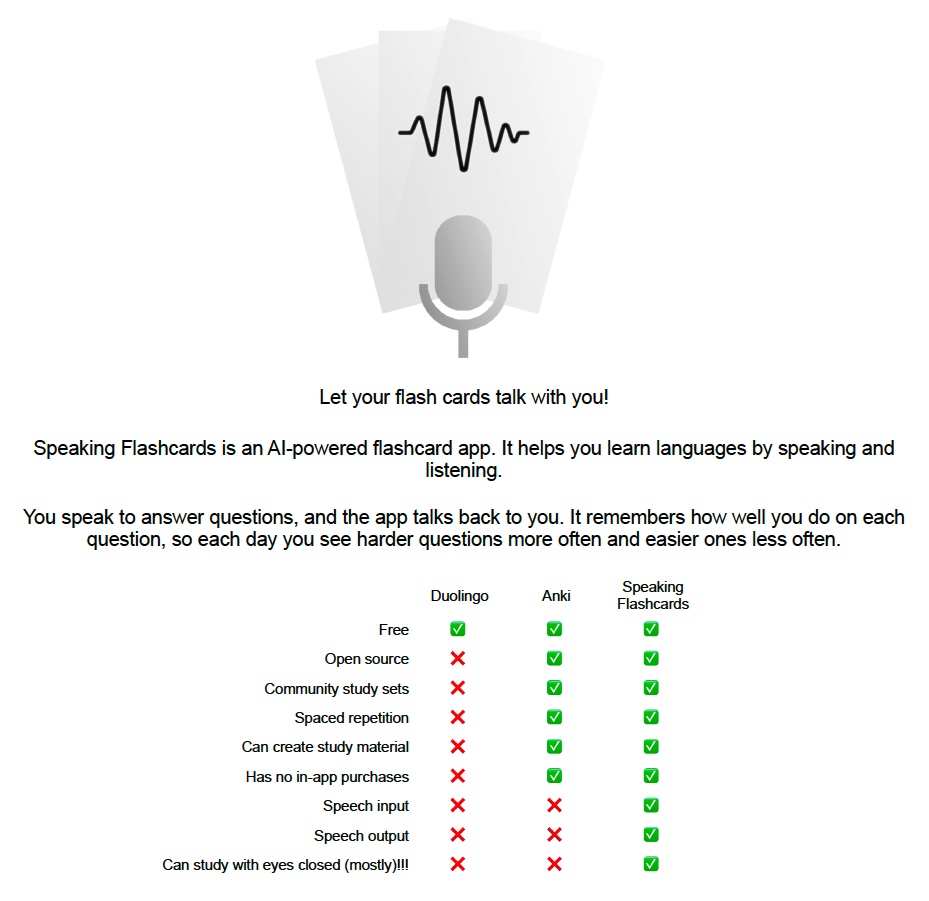 Let your flash cards talk with you!
Speaking Flashcards is an AI-powered flashcard app. It helps you learn languages by speaking and
listening.
You speak to answer questions, and the app talks back to you. It remembers how well you do on each
question, so each day you see harder questions more often and easier ones less often.
Duolingo Anki Speaking Flashcards
Free ✅ ✅ ✅
Open source ❌ ✅ ✅
Community study sets ❌ ✅ ✅
Spaced repetition ❌ ✅ ✅
Can create study material ❌ ✅ ✅
Has no in-app purchases ❌ ✅ ✅
Speech input ❌ ❌ ✅
Speech output ❌ ❌ ✅
Can study with eyes closed (mostly)!!! ❌ ❌ ✅